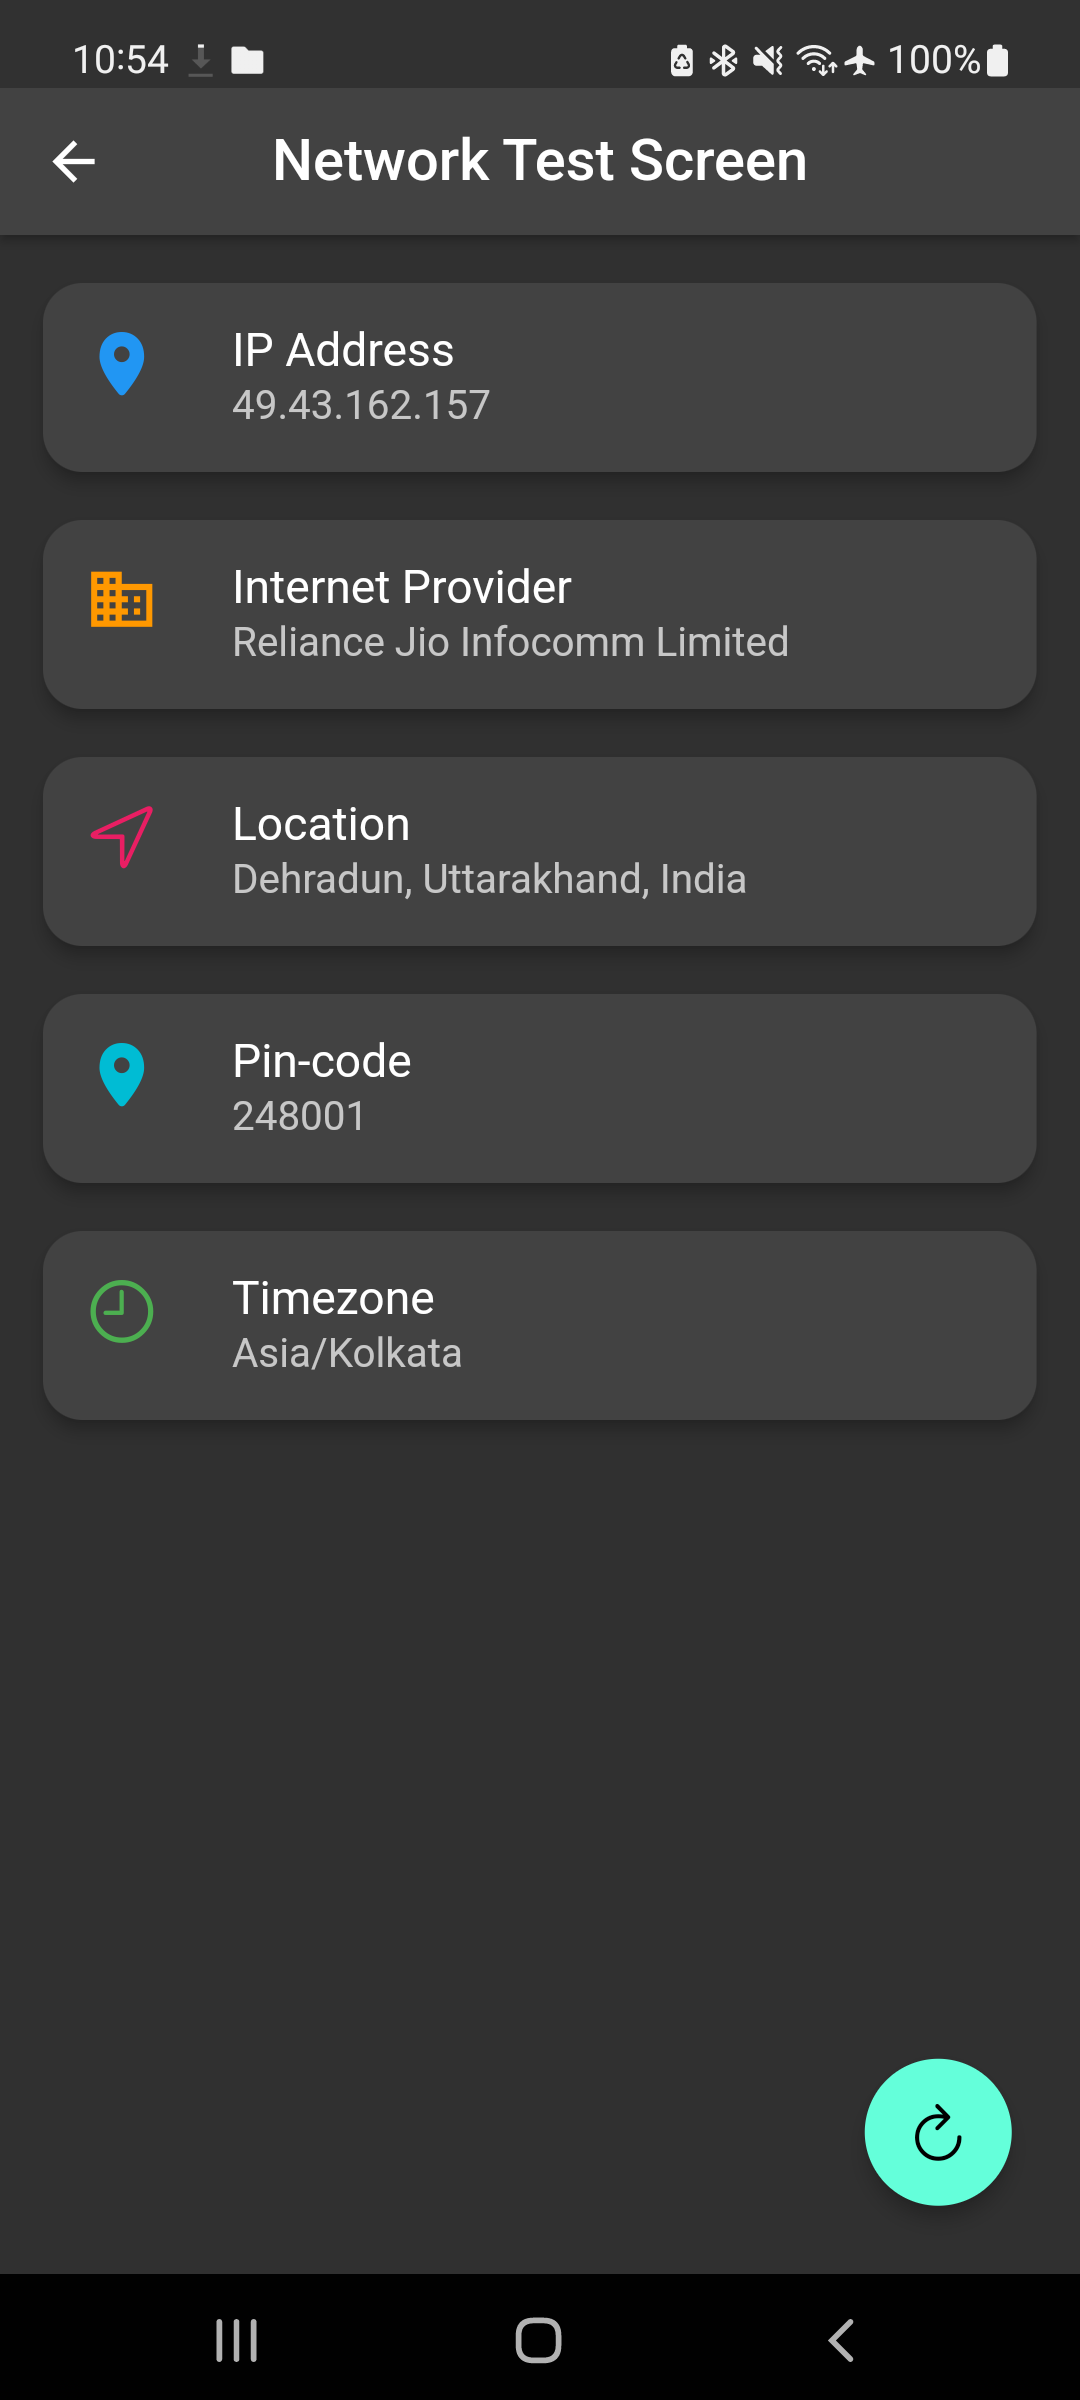 10:54 100%
Network Test Screen
IP Address
49.43.162.157
Internet Provider
Reliance Jio Infocomm Limited
Location
Dehradun, Uttarakhand, India
Pin-code
248001
Timezone
Asia/Kolkata